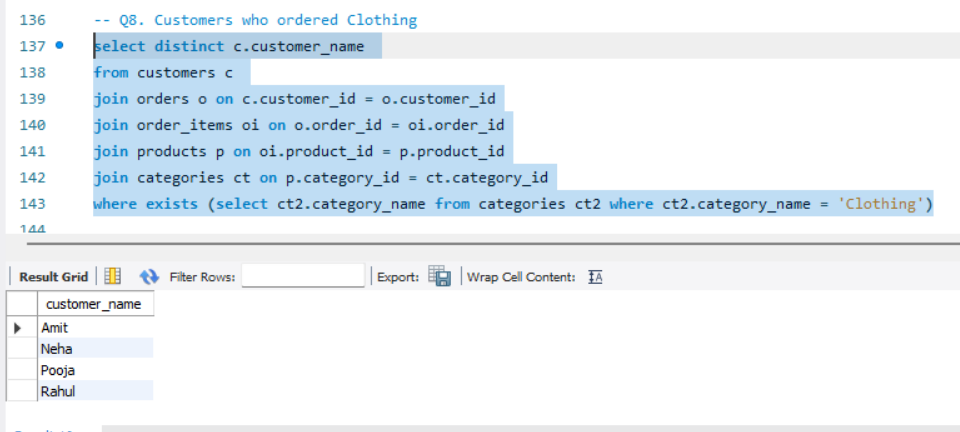 136 -- Q8. Customers who ordered Clothing
137 select distinct c.customer_name
138 from customers c
139 join orders o on c.customer_id = o.customer_id
140 join order_items oi on o.order_id = oi.order_id
141 join products p on oi.product_id = p.product_id
142 join categories ct on p.category_id = ct.category_id
143 where exists (select ct2.category_name from categories ct2 where ct2.category_name = 'Clothing')
144
Result Grid Filter Rows: Export: Wrap Cell Content:
customer_name
Amit
Neha
Pooja
Rahul